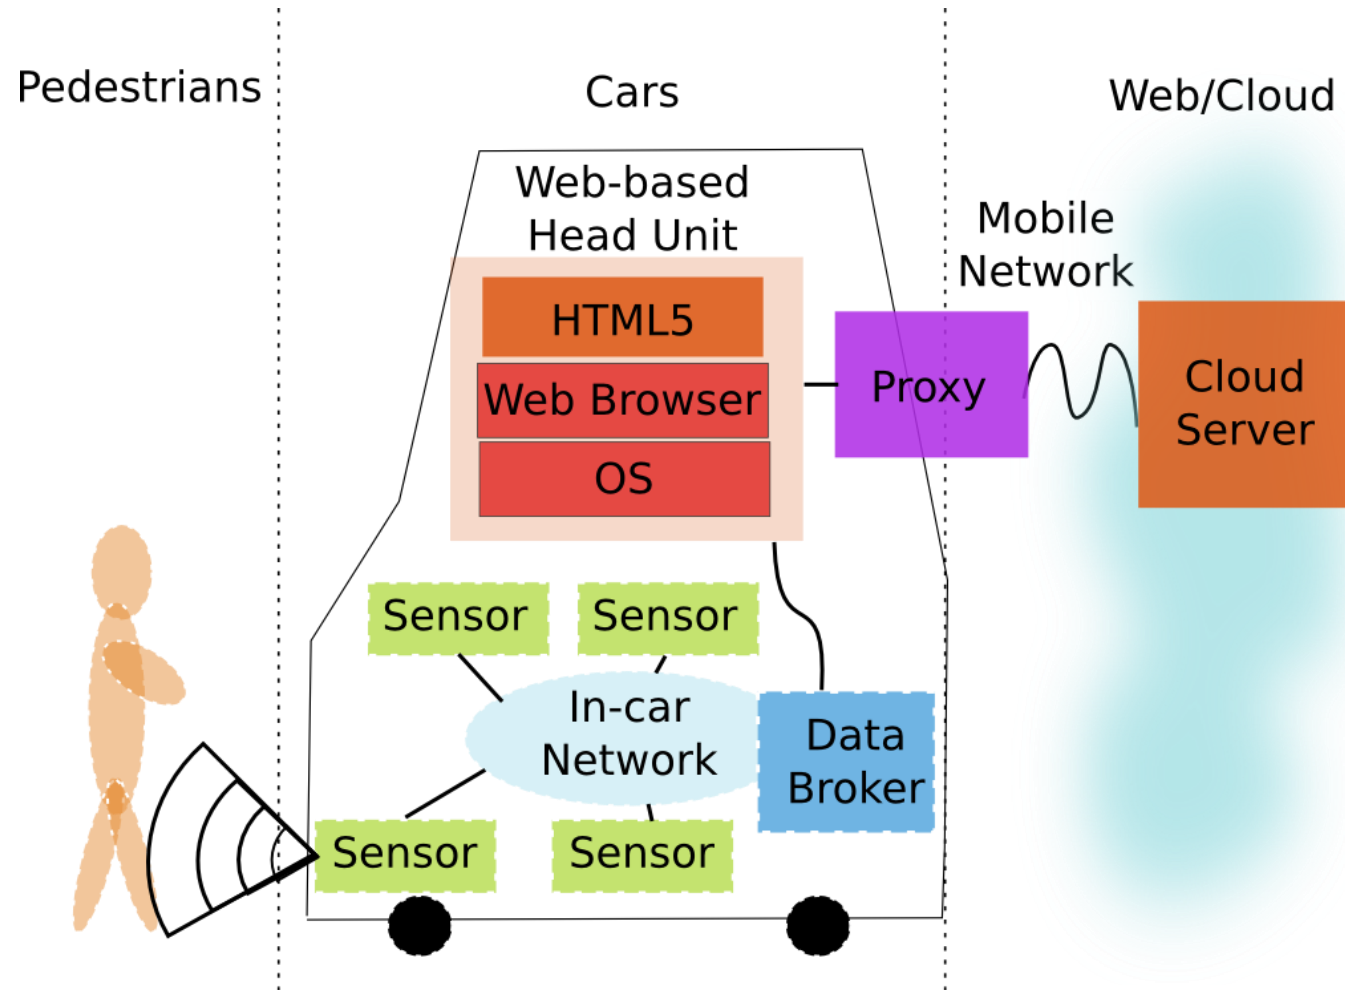 Pedestrians
Cars
Web/Cloud
Web-based
Head Unit
Mobile
Network
HTML5
Web Browser
OS
Proxy
Cloud
Server
Sensor
Sensor
In-car
Network
Data
Broker
Sensor
Sensor